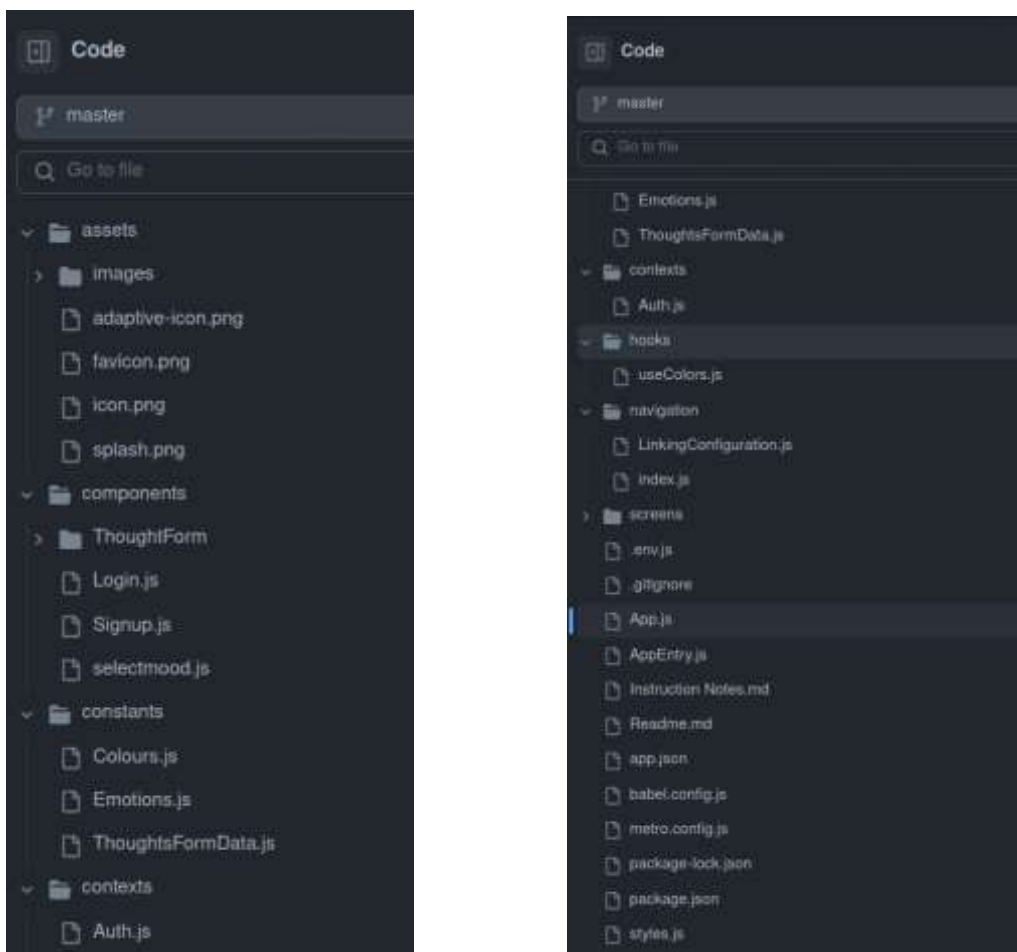 Code
master
Go to file
assets
images
adaptive-icon.png
favicon.png
icon.png
splash.png
components
ThoughtForm
Login.js
Signup.js
selectmood.js
constants
Colours.js
Emotions.js
ThoughtsFormData.js
contexts
Auth.js
Code
master
Go to file
Emotions.js
ThoughtsFormData.js
contexts
Auth.js
hooks
useColors.js
navigation
LinkingConfiguration.js
index.js
screens
.env.js
.gitignore
App.js
AppEntry.js
Instruction Notes.md
Readme.md
app.json
babel.config.js
metro.config.js
package-lock.json
package.json
styles.js